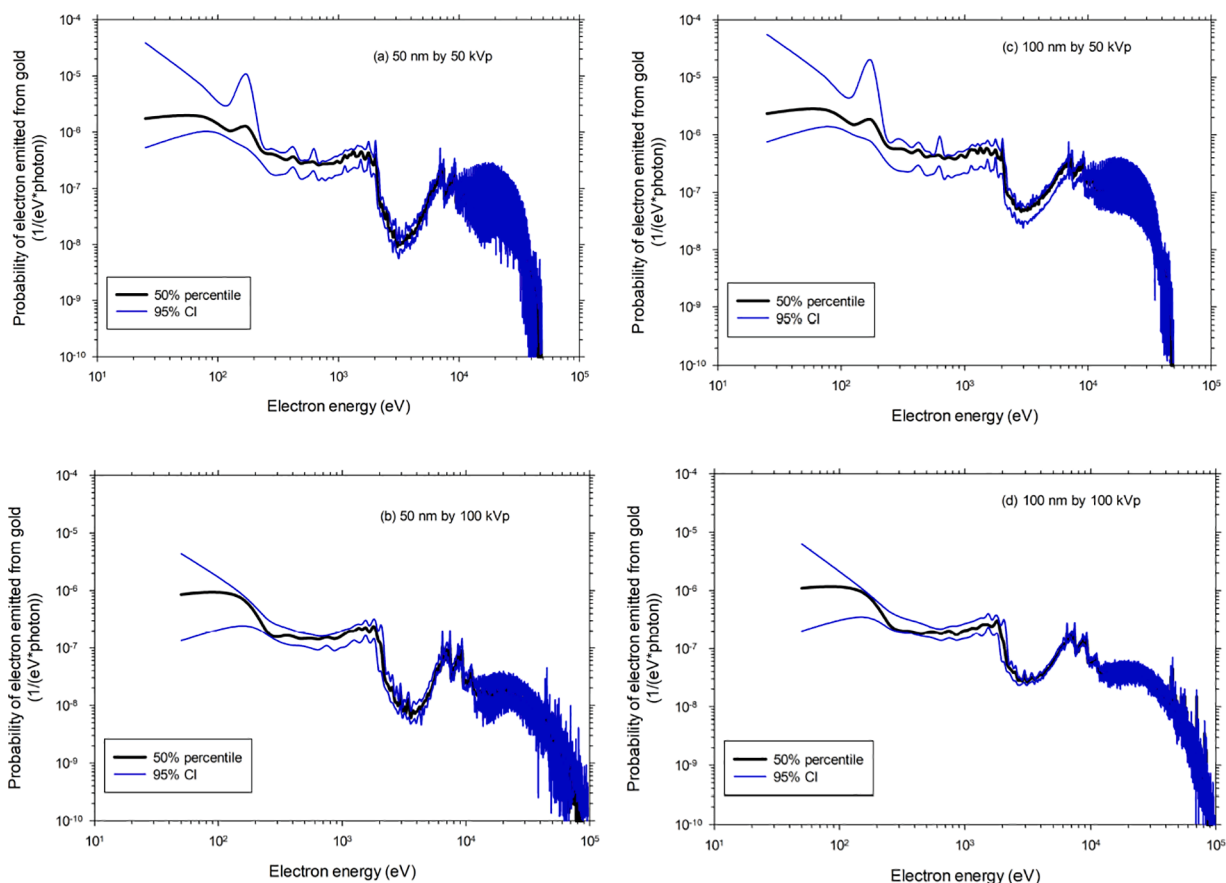 Probability of electron emitted from gold
(1/(eV*photon))
10⁻⁴
10⁻⁵
10⁻⁶
10⁻⁷
10⁻⁸
10⁻⁹
10⁻¹⁰
(a) 50 nm by 50 kVp
50% percentile
95% CI
10¹ 10² 10³ 10⁴ 10⁵
Electron energy (eV)
Probability of electron emitted from gold
(1/(eV*photon))
10⁻⁴
10⁻⁵
10⁻⁶
10⁻⁷
10⁻⁸
10⁻⁹
10⁻¹⁰
(c) 100 nm by 50 kVp
50% percentile
95% CI
10¹ 10² 10³ 10⁴ 10⁵
Electron energy (eV)
Probability of electron emitted from gold
(1/(eV*photon))
10⁻⁴
10⁻⁵
10⁻⁶
10⁻⁷
10⁻⁸
10⁻⁹
10⁻¹⁰
(b) 50 nm by 100 kVp
50% percentile
95% CI
10¹ 10² 10³ 10⁴ 10⁵
Electron energy (eV)
Probability of electron emitted from gold
(1/(eV*photon))
10⁻⁴
10⁻⁵
10⁻⁶
10⁻⁷
10⁻⁸
10⁻⁹
10⁻¹⁰
(d) 100 nm by 100 kVp
50% percentile
95% CI
10¹ 10² 10³ 10⁴ 10⁵
Electron energy (eV)